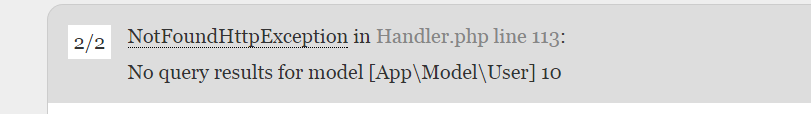 2/2
NotFoundHttpException in Handler.php line 113:
No query results for model [App\Model\User] 10